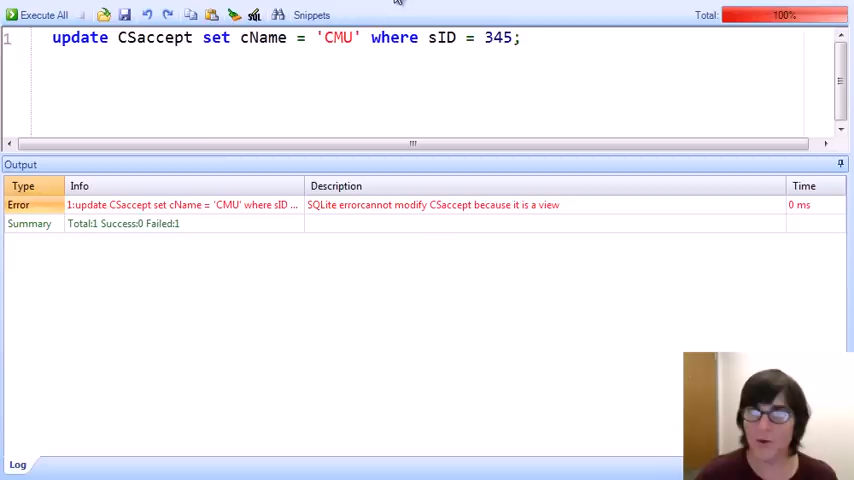 Execute All
SQL
Snippets
Total:
100%
1
update CSaccept set cName = 'CMU' where sID = 345;
Output
Type Info Description Time
Error 1:update CSaccept set cName = 'CMU' where sID ... SQLite errorcannot modify CSaccept because it is a view 0 ms
Summary Total:1 Success:0 Failed:1
Log